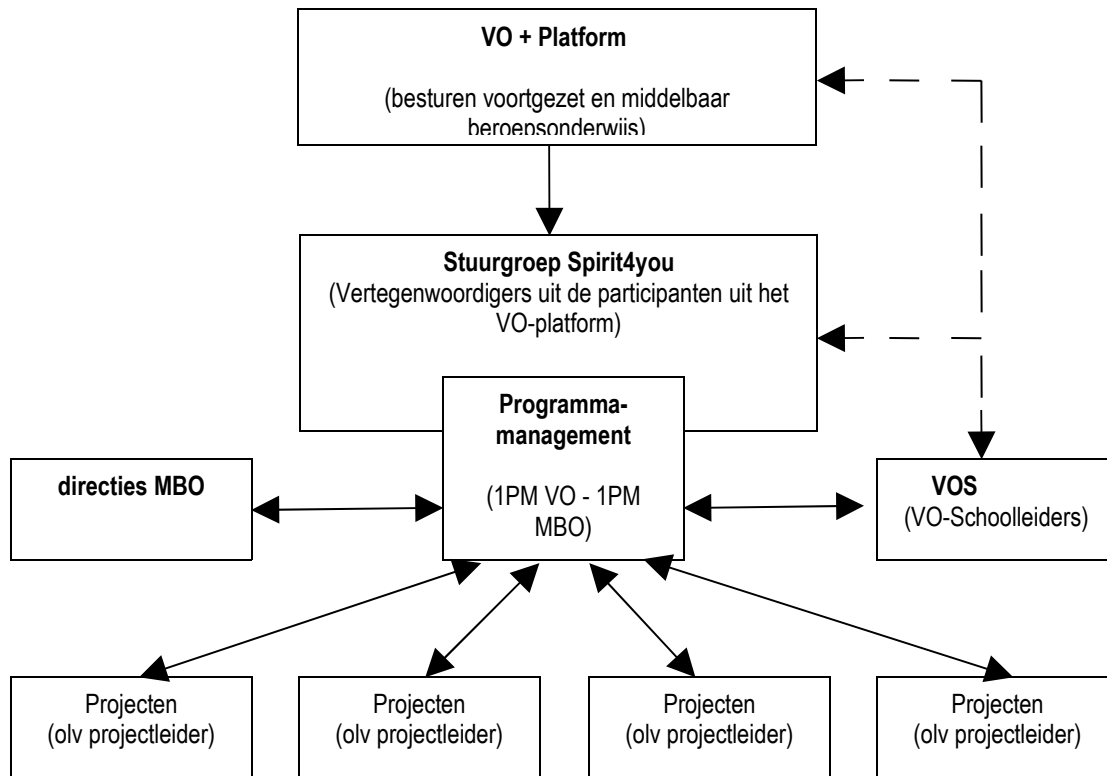 VO + Platform
(besturen voortgezet en middelbaar
beroepsonderwijs)
Stuurgroep Spirit4you
(Vertegenwoordigers uit de participanten uit het
VO-platform)
Programma-
management
(1PM VO - 1PM
MBO)
directies MBO
VOS
(VO-Schoolleiders)
Projecten
(olv projectleider)
Projecten
(olv projectleider)
Projecten
(olv projectleider)
Projecten
(olv projectleider)